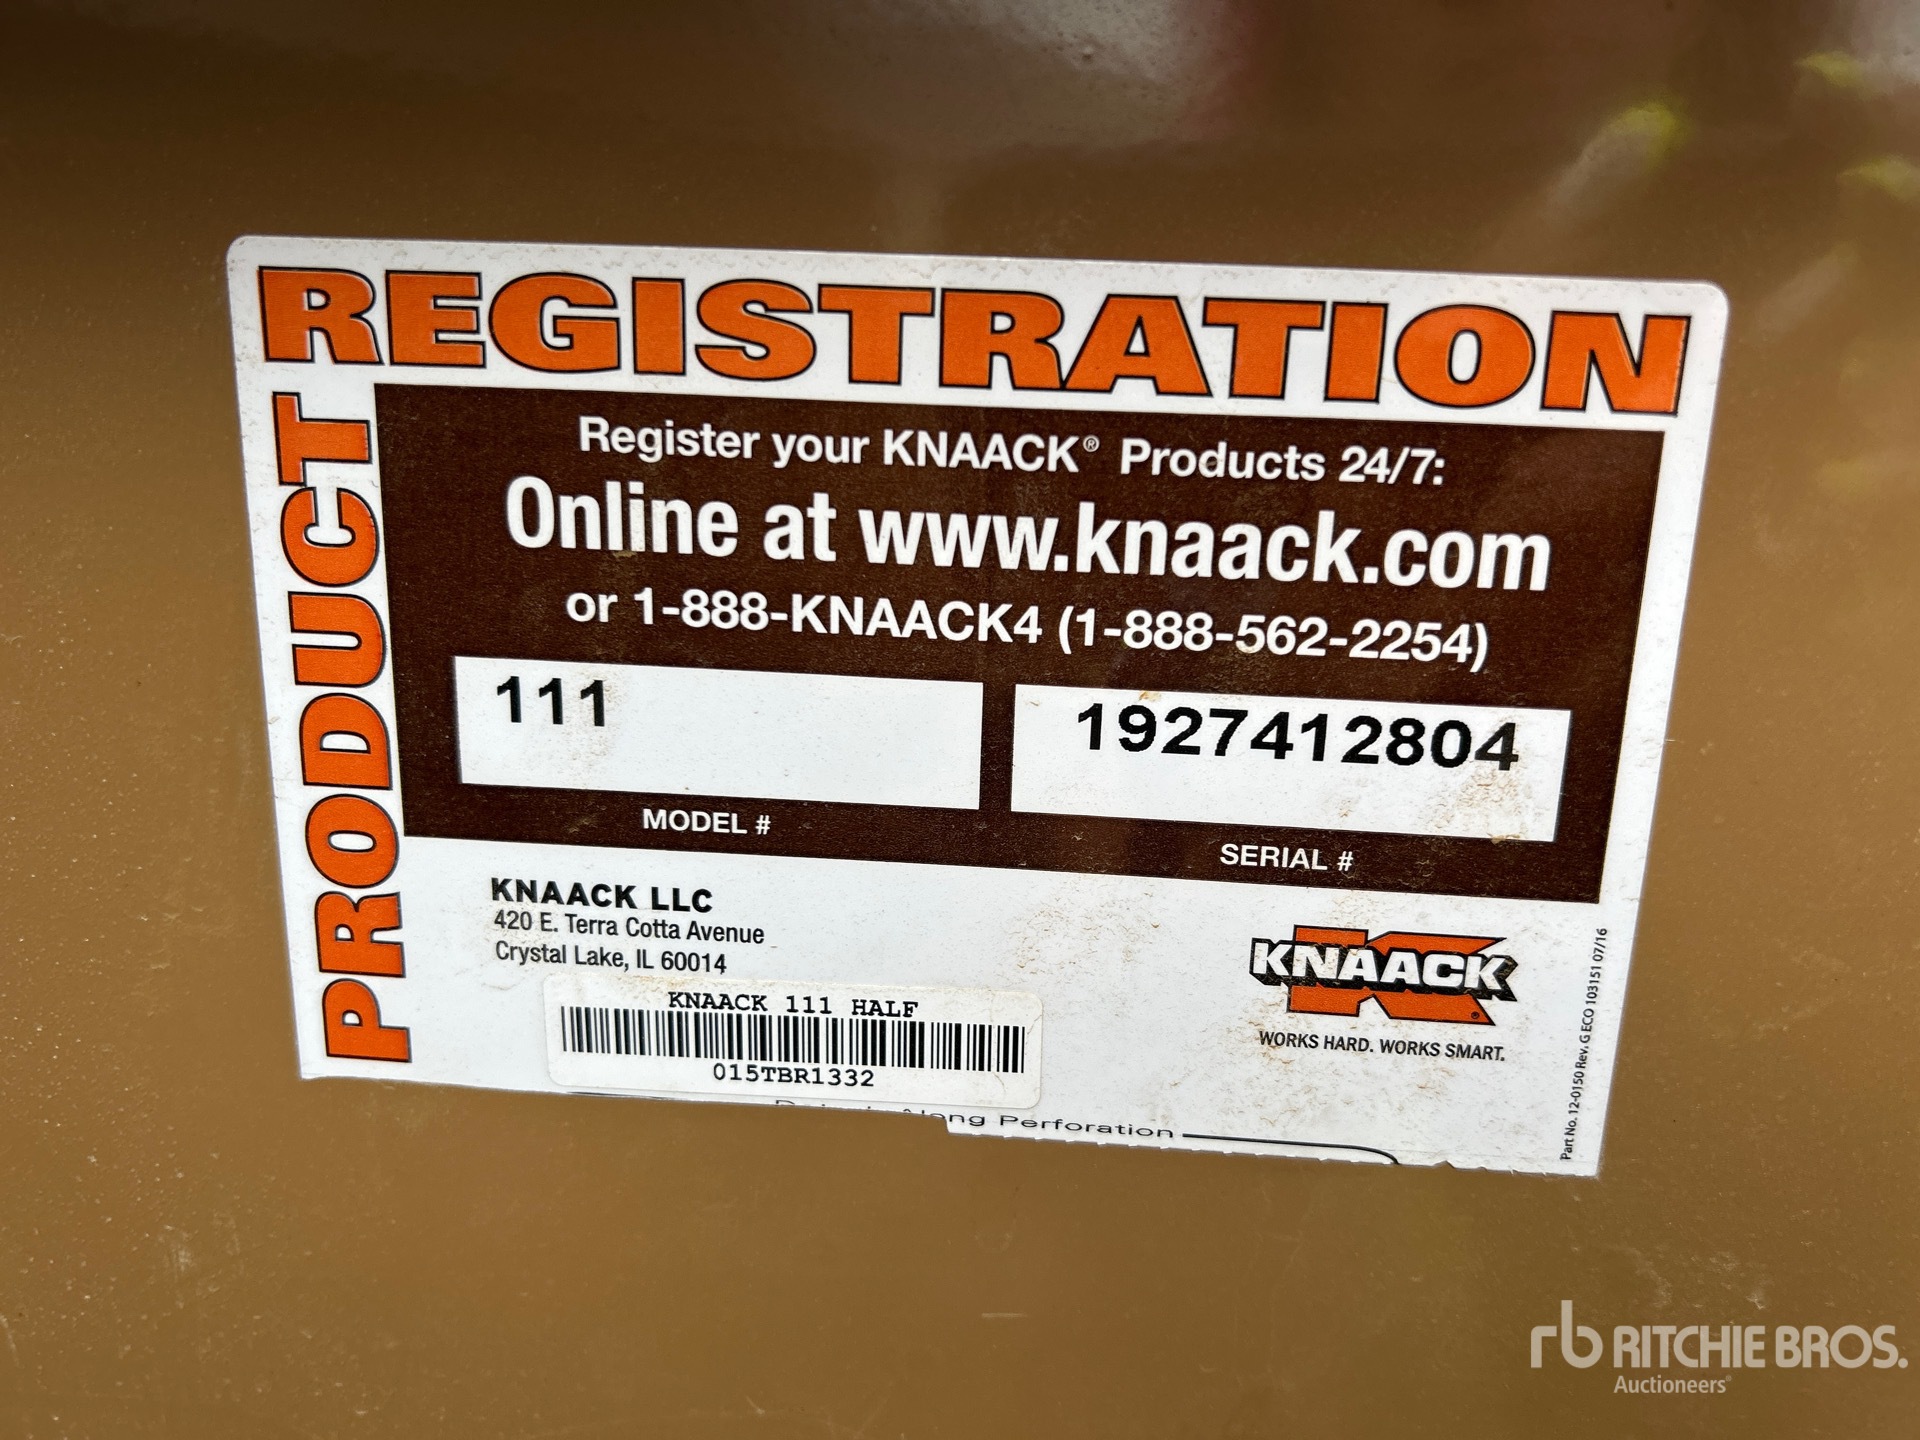 REGISTRATION
PRODUCT
Register your KNAACK® Products 24/7:
Online at www.knaack.com
or 1-888-KNAACK4 (1-888-562-2254)
111
1927412804
MODEL #
SERIAL #
KNAACK LLC
420 E. Terra Cotta Avenue
Crystal Lake, IL 60014
KNAACK 111 HALF
015TBR1332
KNAACK®
WORKS HARD. WORKS SMART.
Along Perforation
Part No. 12-0150 Rev. G ECO 103151 07/16
rb RITCHIE BROS.
Auctioneers®